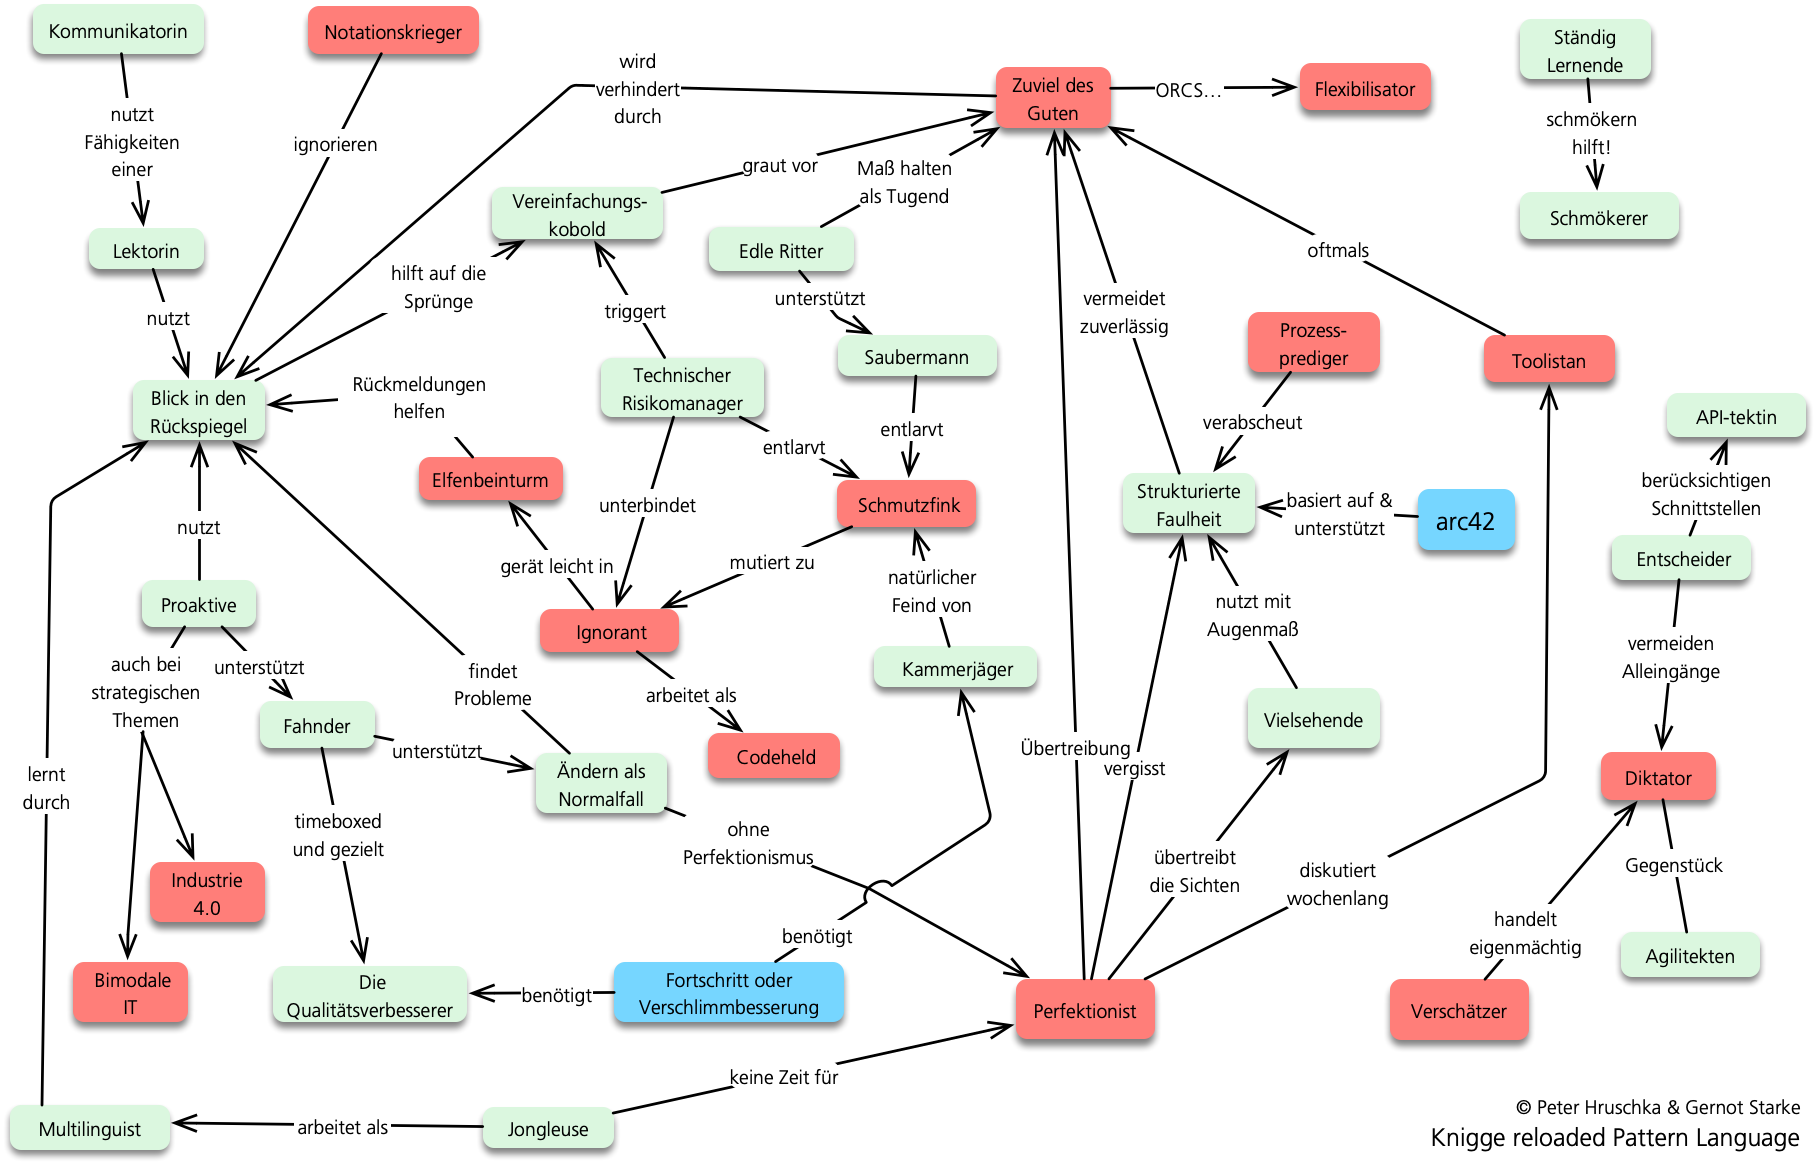 Kommunikatorin
Notationskrieger
Ständig
Lernende
wird
verhindert
durch
Zuviel des
Guten
ORCS...
Flexibilisator
nutzt
Fähigkeiten
einer
ignorieren
schmökern
hilft!
graut vor
Maß halten
als Tugend
Vereinfachungs-
kobold
Schmökerer
Lektorin
Edle Ritter
oftmals
hilft auf die
Sprünge
nutzt
triggert
unterstützt
vermeidet
zuverlässig
Prozess-
prediger
Saubermann
Toolistan
Blick in den
Rückspiegel
Rückmeldungen
helfen
Technischer
Risikomanager
API-tektin
entlarvt
entlarvt
verabscheut
Elfenbeinturm
Schmutzfink
Strukturierte
Faulheit
basiert auf &
unterstützt
arc42
berücksichtigen
Schnittstellen
nutzt
unterbindet
gerät leicht in
mutiert zu
natürlicher
Feind von
Entscheider
Proaktive
Ignorant
nutzt mit
Augenmaß
auch bei
strategischen
Themen
unterstützt
findet
Probleme
Kammerjäger
vermeiden
Alleingänge
arbeitet als
Fahnder
unterstützt
Vielsehende
Codeheld
Übertreibung
vergisst
lernt
durch
Ändern als
Normalfall
Diktator
timeboxed
und gezielt
ohne
Perfektionismus
übertreibt
die Sichten
diskutiert
wochenlang
Gegenstück
Industrie
4.0
handelt
eigenmächtig
benötigt
Agilitekten
Bimodale
IT
Die
Qualitätsverbesserer
benötigt
Fortschritt oder
Verschlimmbesserung
Perfektionist
Verschätzer
keine Zeit für
Multilinguist
arbeitet als
Jongleuse
© Peter Hruschka & Gernot Starke
Knigge reloaded Pattern Language